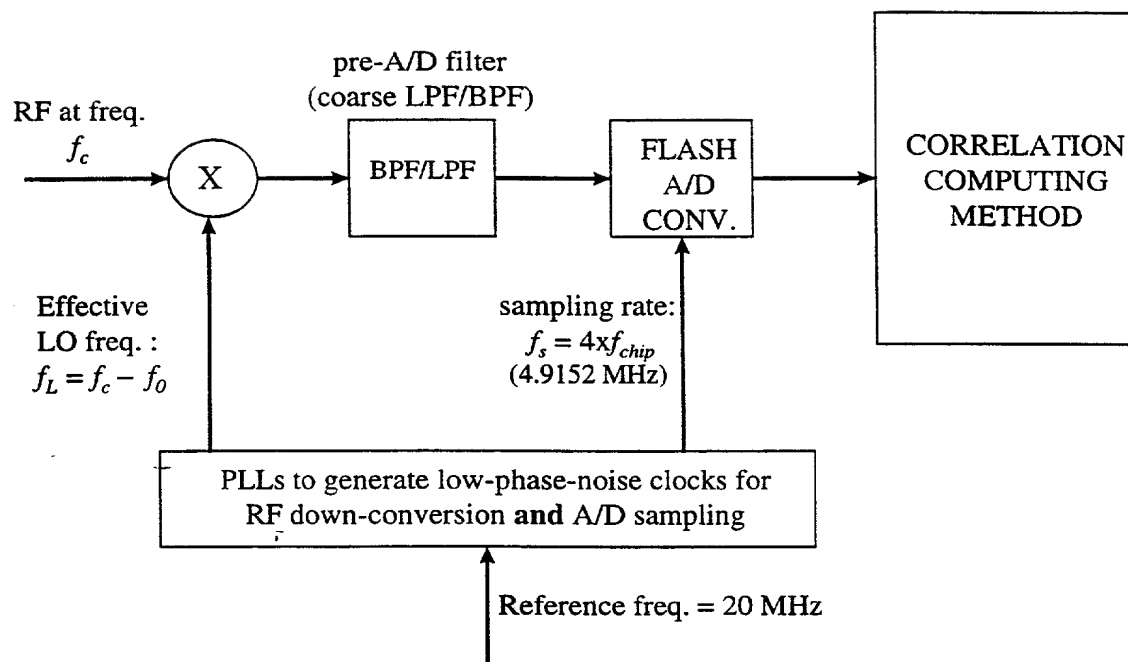 pre-A/D filter
(coarse LPF/BPF)
RF at freq.
f_c
X
BPF/LPF
FLASH
A/D
CONV.
CORRELATION
COMPUTING
METHOD
Effective
LO freq. :
f_L = f_c – f_0
sampling rate:
f_s = 4xf_chip
(4.9152 MHz)
PLLs to generate low-phase-noise clocks for
RF down-conversion and A/D sampling
Reference freq. = 20 MHz